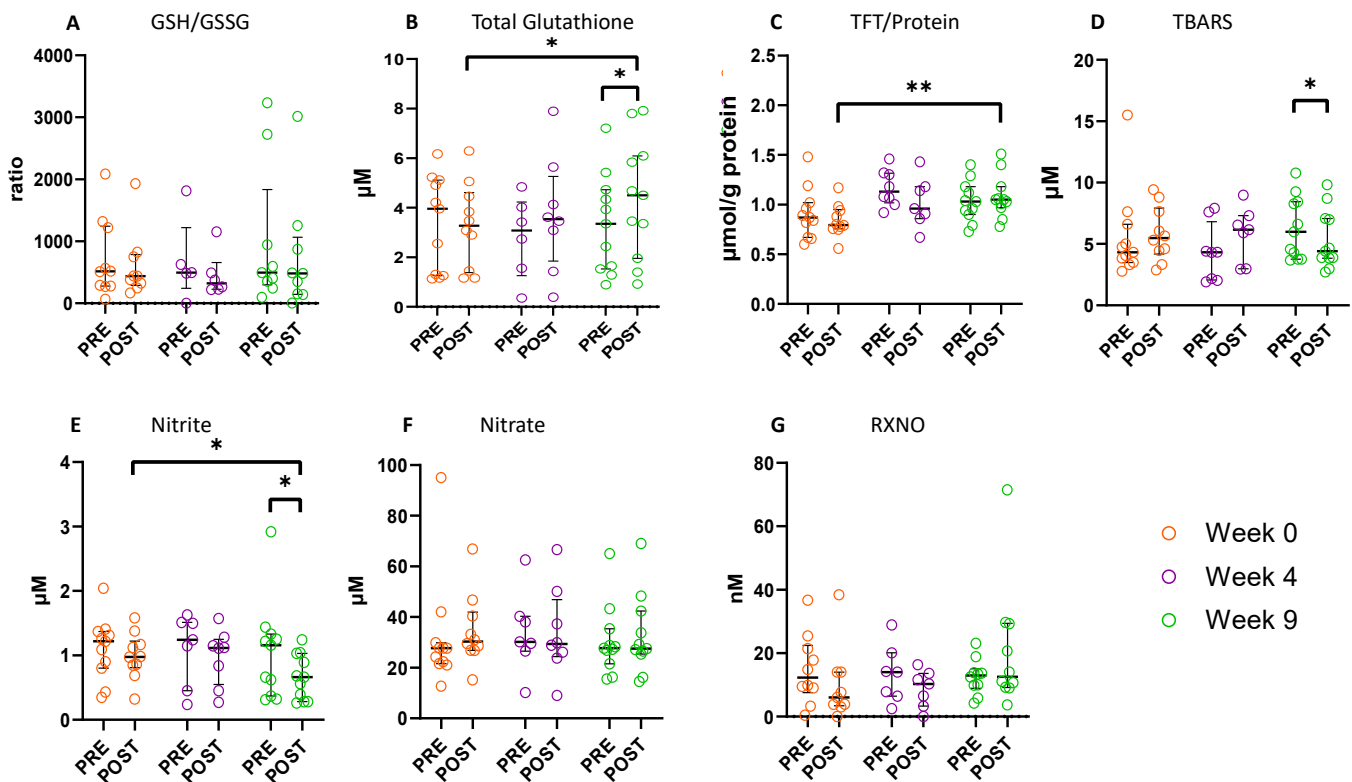 A GSH/GSSG
ratio
4000
3000
2000
1000
0
PRE POST PRE POST PRE POST
B Total Glutathione
µM
10
8
6
4
2
0
* 
*
PRE POST PRE POST PRE POST
C TFT/Protein
µmol/g protein
2.5
2.0
1.5
1.0
0.5
0.0
**
PRE POST PRE POST PRE POST
D TBARS
µM
20
15
10
5
0
*
PRE POST PRE POST PRE POST
E Nitrite
µM
4
3
2
1
0
*
*
PRE POST PRE POST PRE POST
F Nitrate
µM
100
80
60
40
20
0
PRE POST PRE POST PRE POST
G RXNO
nM
80
60
40
20
0
PRE POST PRE POST PRE POST
Week 0
Week 4
Week 9